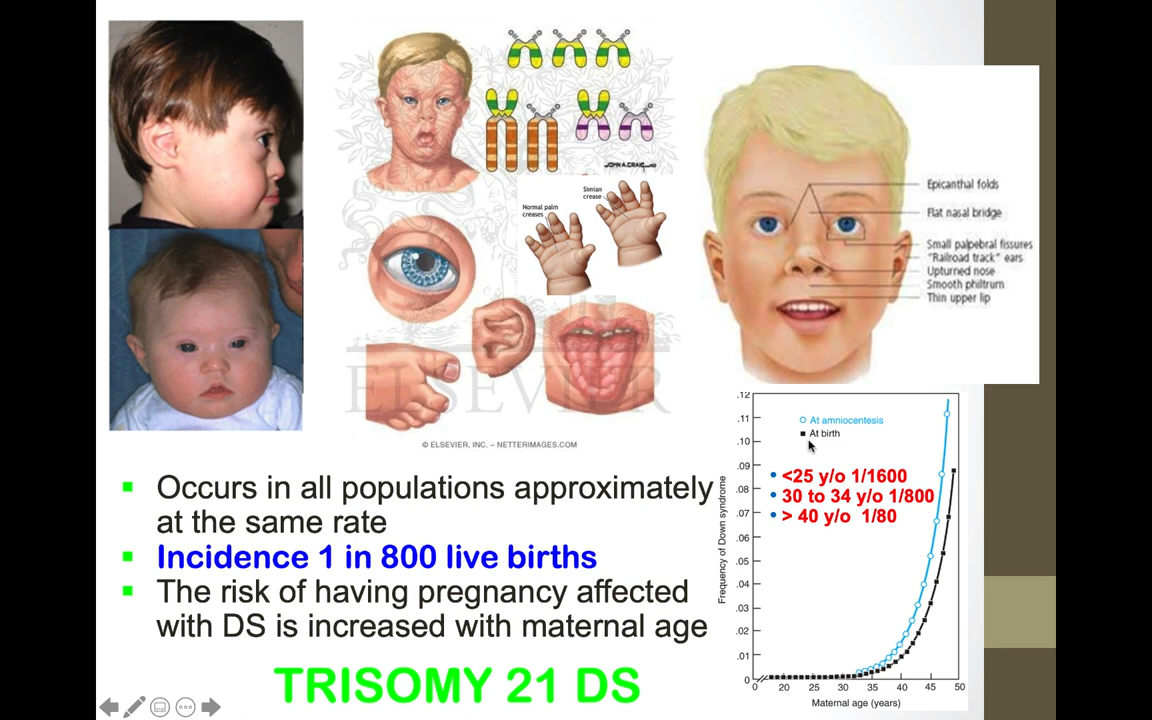 JOHN A. CRAIG—MD
Simian
crease
Normal palm
creases
ELSEVIER
© ELSEVIER, INC. – NETTERIMAGES.COM
Epicanthal folds
Flat nasal bridge
Small palpebral fissures
"Railroad track" ears
Upturned nose
Smooth philtrum
Thin upper lip
▪ Occurs in all populations approximately
at the same rate
▪ Incidence 1 in 800 live births
▪ The risk of having pregnancy affected
with DS is increased with maternal age
TRISOMY 21 DS
At amniocentesis
At birth
• <25 y/o 1/1600
• 30 to 34 y/o 1/800
• > 40 y/o 1/80
Frequency of Down syndrome
.12
.11
.10
.09
.08
.07
.06
.05
.04
.03
.02
.01
0
0 20 25 30 35 40 45 50
Maternal age (years)